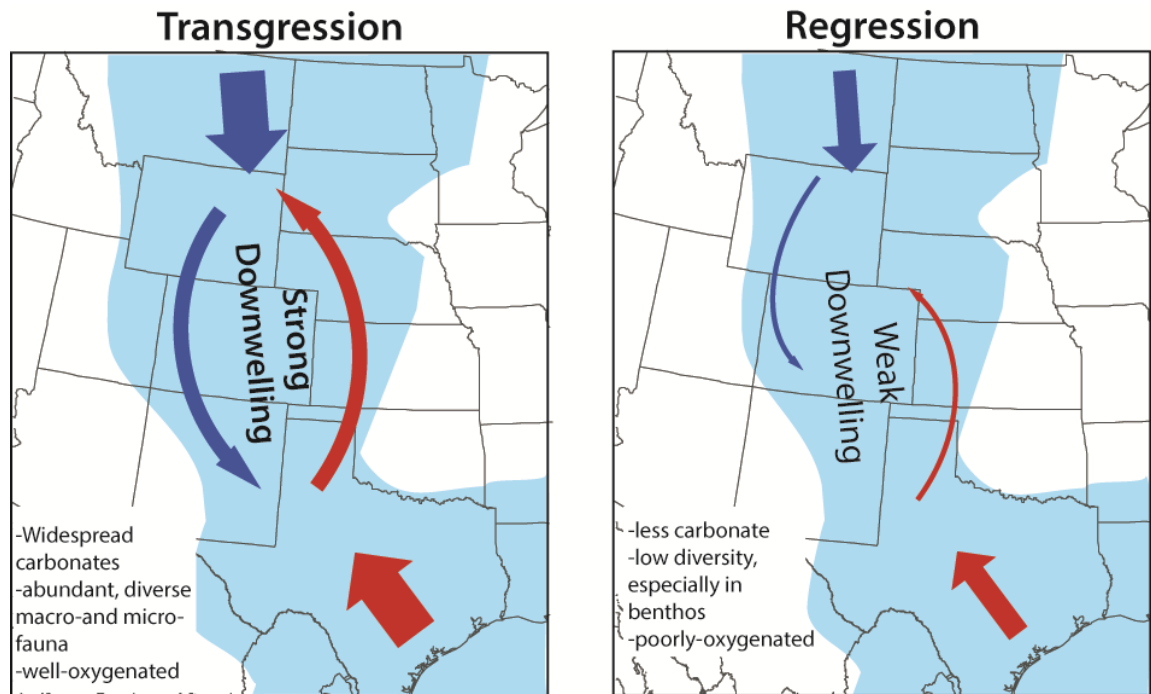 Transgression
Strong
Downwelling
-Widespread
carbonates
-abundant, diverse
macro-and micro-
fauna
-well-oxygenated
Regression
Weak
Downwelling
-less carbonate
-low diversity,
especially in
benthos
-poorly-oxygenated